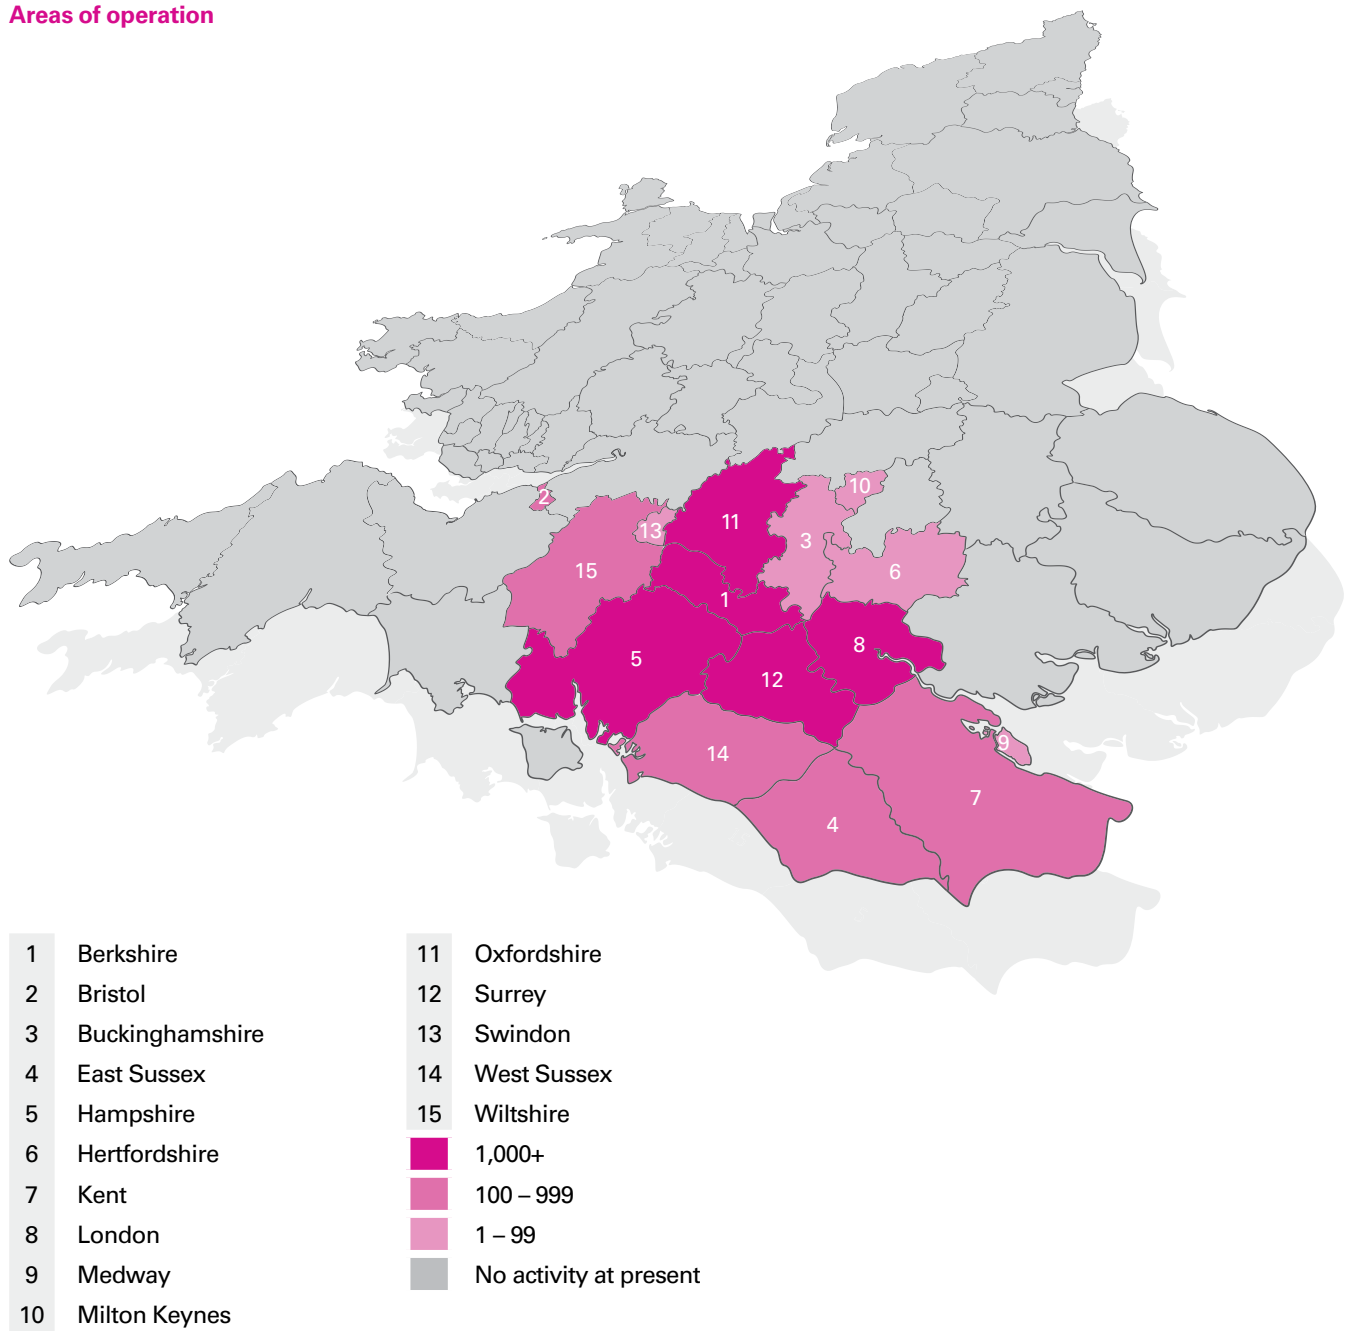 Areas of operation
10
2
11
13
3
15
6
1
8
5
12
9
14
7
4
1 Berkshire
2 Bristol
3 Buckinghamshire
4 East Sussex
5 Hampshire
6 Hertfordshire
7 Kent
8 London
9 Medway
10 Milton Keynes
11 Oxfordshire
12 Surrey
13 Swindon
14 West Sussex
15 Wiltshire
1,000+
100 – 999
1 – 99
No activity at present